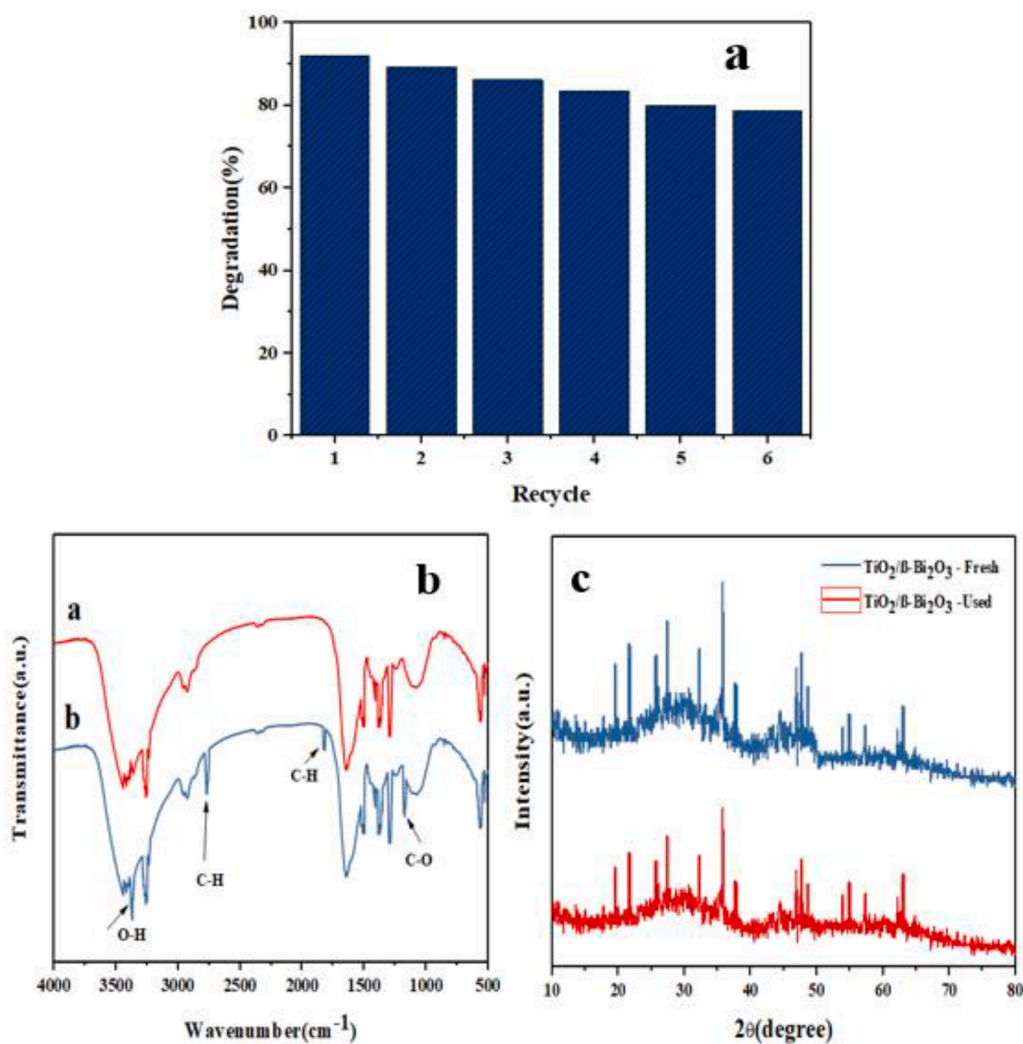 a
100
80
60
40
20
0
Degradation(%)
1 2 3 4 5 6
Recycle
b
a
b
C-H
C-H
C-O
O-H
Transmittance(a.u.)
4000 3500 3000 2500 2000 1500 1000 500
Wavenumber(cm⁻¹)
c
TiO₂/ß-Bi₂O₃ - Fresh
TiO₂/ß-Bi₂O₃ -Used
Intensity(a.u.)
10 20 30 40 50 60 70 80
2θ(degree)